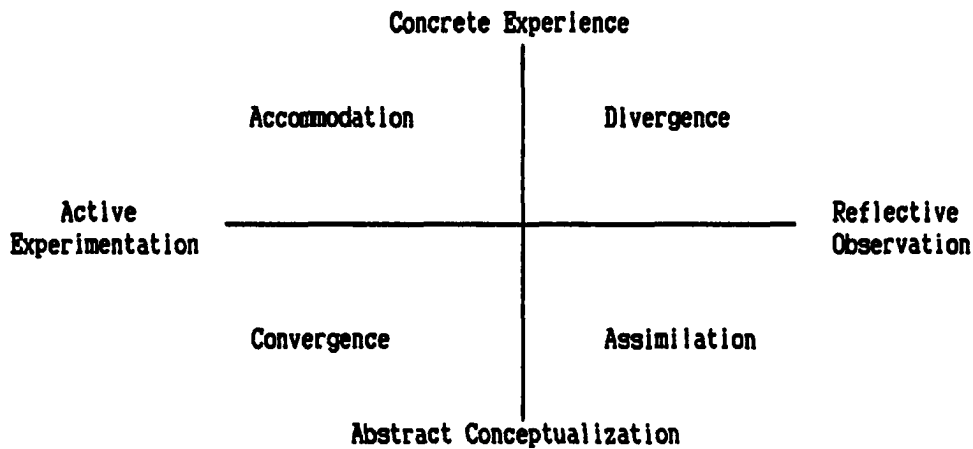 Concrete Experience
Accommodation
Divergence
Active
Experimentation
Reflective
Observation
Convergence
Assimilation
Abstract Conceptualization